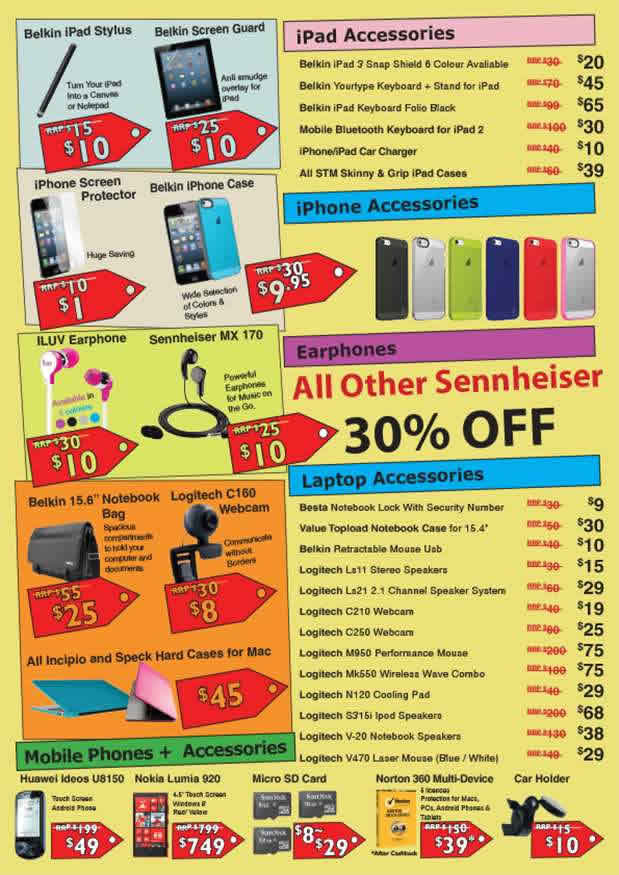 Belkin iPad Stylus
Turn Your iPad
Into a Canvas
or Notepad
RRP $15
$10
Belkin Screen Guard
Anti smudge
overlay for
iPad
RRP $25
$10
iPhone Screen
Protector
Huge Saving
RRP $10
$1
Belkin iPhone Case
Wide Selection
of Colors &
Styles
RRP $30
$9.95
ILUV Earphone
Available in
RRP $30
$10
Sennheiser MX 170
Powerful
Earphones
for Music on
the Go.
RRP $25
$10
Belkin 15.6" Notebook
Bag
Spacious
compartments
to hold your
computer and
documents.
RRP $55
$25
Logitech C160
Webcam
Communicate
without
Borders
RRP $30
$8
All Incipio and Speck Hard Cases for Mac
$45
iPad Accessories
Belkin iPad 3 Snap Shield 6 Colour Avaliable RRP $30 $20
Belkin Yourtype Keyboard + Stand for iPad RRP $70 $45
Belkin iPad Keyboard Folio Black RRP $99 $65
Mobile Bluetooth Keyboard for iPad 2 RRP $100 $30
iPhone/iPad Car Charger RRP $40 $10
All STM Skinny & Grip iPad Cases RRP $60 $39
iPhone Accessories
Earphones
All Other Sennheiser
30% OFF
Laptop Accessories
Besta Notebook Lock With Security Number RRP $30 $9
Value Topload Notebook Case for 15.4" RRP $50 $30
Belkin Retractable Mouse Usb RRP $40 $10
Logitech Ls11 Stereo Speakers RRP $30 $15
Logitech Ls21 2.1 Channel Speaker System RRP $60 $29
Logitech C210 Webcam RRP $40 $19
Logitech C250 Webcam RRP $60 $25
Logitech M950 Performance Mouse RRP $200 $75
Logitech Mk550 Wireless Wave Combo RRP $100 $75
Logitech N120 Cooling Pad RRP $40 $29
Logitech S315i Ipod Speakers RRP $200 $68
Logitech V-20 Notebook Speakers RRP $130 $38
Logitech V470 Laser Mouse (Blue / White) RRP $49 $29
Mobile Phones + Accessories
Huawei Ideos U8150
Touch Screen
Android Phone
RRP $199
$49
Nokia Lumia 920
4.5" Touch Screen
Windows 8
Red/ Yellow
RRP $799
$749
Micro SD Card
SanDisk
SanDisk
SanDisk
SanDisk
$8~
$29
Norton 360 Multi-Device
5 licences
Protection for Macs,
PCs, Android Phones &
Tablets
Norton
RRP $150
$39*
*After Cashback
Car Holder
RRP $15
$10